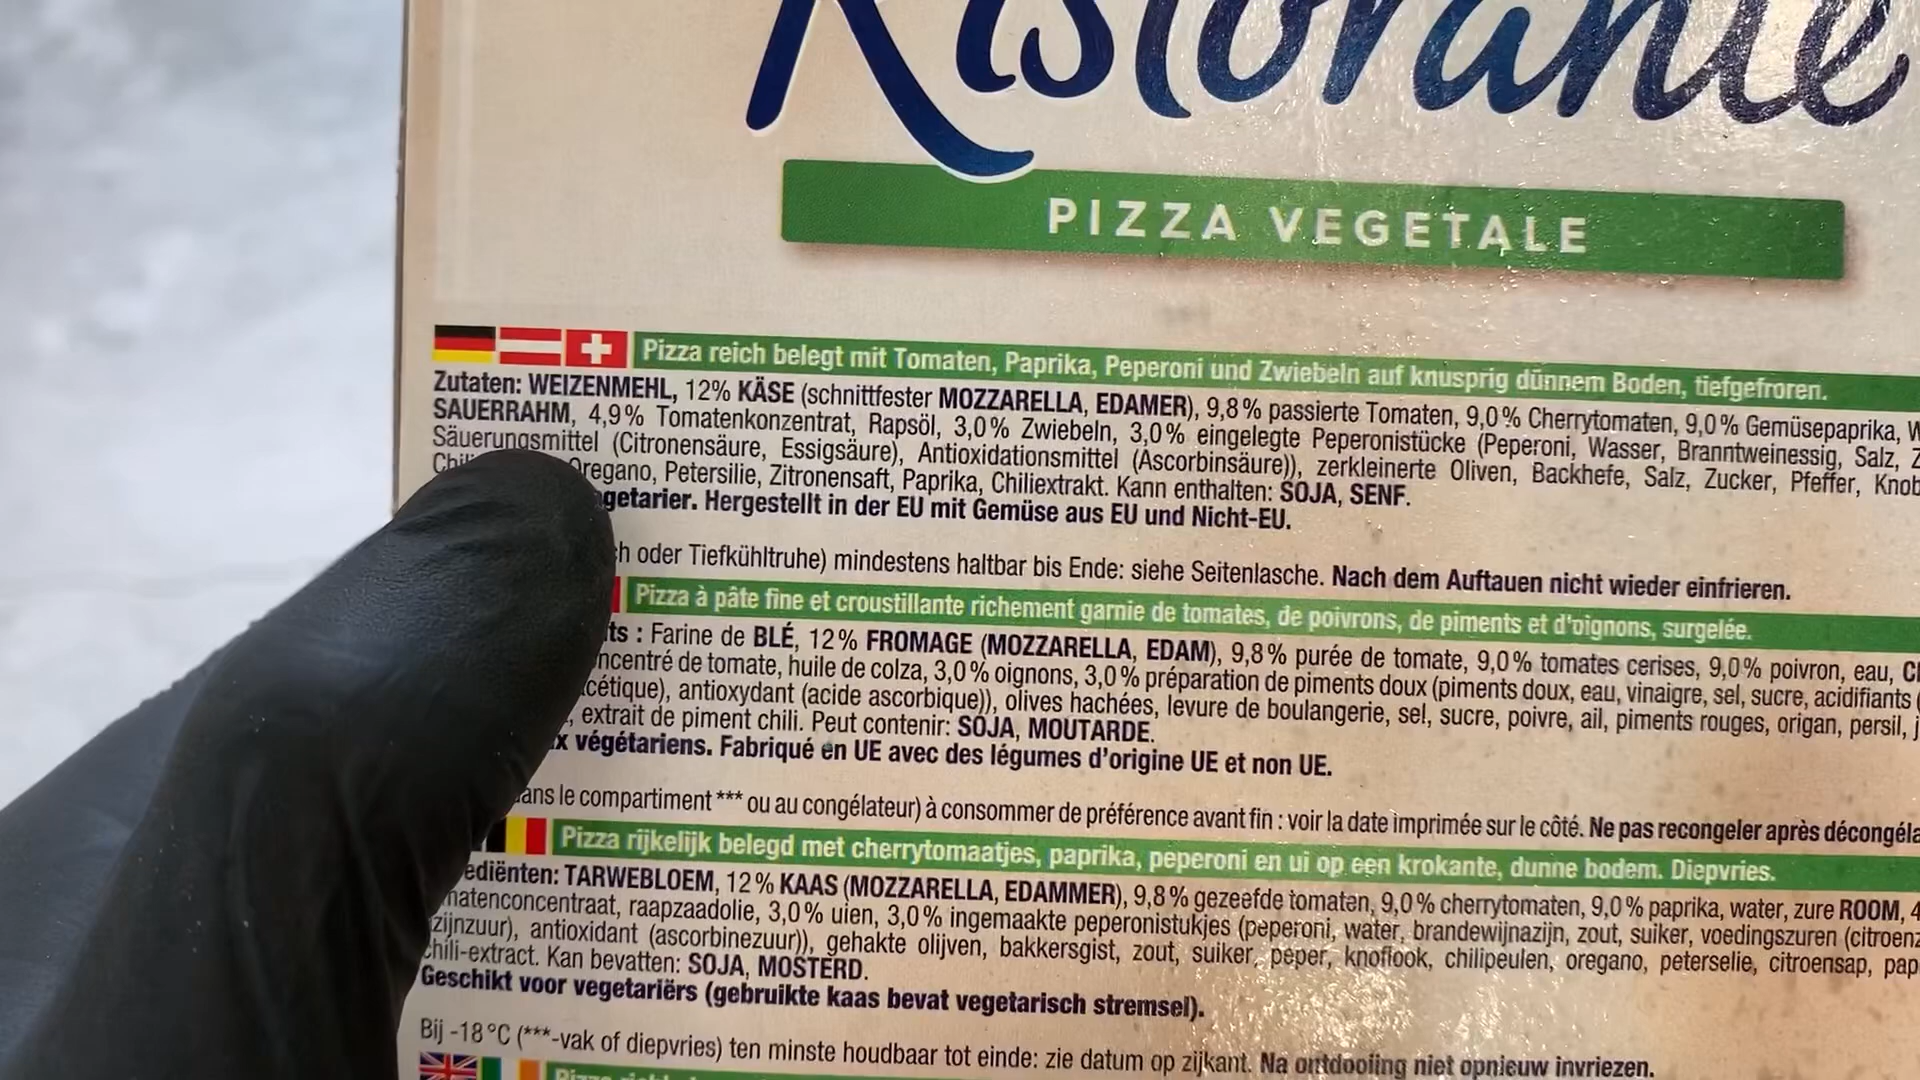 Ristorante
PIZZA VEGETALE
Pizza reich belegt mit Tomaten, Paprika, Peperoni und Zwiebeln auf knusprig dünnem Boden, tiefgefroren.
Zutaten: WEIZENMEHL, 12% KÄSE (schnittfester MOZZARELLA, EDAMER), 9,8% passierte Tomaten, 9,0% Cherrytomaten, 9,0% Gemüsepaprika, W
SAUERRAHM, 4,9% Tomatenkonzentrat, Rapsöl, 3,0% Zwiebeln, 3,0% eingelegte Peperonistücke (Peperoni, Wasser, Branntweinessig, Salz, Z
Säuerungsmittel (Citronensäure, Essigsäure), Antioxidationsmittel (Ascorbinsäure)), zerkleinerte Oliven, Backhefe, Salz, Zucker, Pfeffer, Knob
Chili Oregano, Petersilie, Zitronensaft, Paprika, Chiliextrakt. Kann enthalten: SOJA, SENF.
getarier. Hergestellt in der EU mit Gemüse aus EU und Nicht-EU.
h oder Tiefkühltruhe) mindestens haltbar bis Ende: siehe Seitenlasche. Nach dem Auftauen nicht wieder einfrieren.
Pizza à pâte fine et croustillante richement garnie de tomates, de poivrons, de piments et d'oignons, surgelée.
ts : Farine de BLÉ, 12% FROMAGE (MOZZARELLA, EDAM), 9,8% purée de tomate, 9,0% tomates cerises, 9,0% poivron, eau, C
ncentré de tomate, huile de colza, 3,0% oignons, 3,0% préparation de piments doux (piments doux, eau, vinaigre, sel, sucre, acidifiants (
cétique), antioxydant (acide ascorbique)), olives hachées, levure de boulangerie, sel, sucre, poivre, ail, piments rouges, origan, persil, j
, extrait de piment chili. Peut contenir: SOJA, MOUTARDE.
x végétariens. Fabriqué en UE avec des légumes d'origine UE et non UE.
ans le compartiment *** ou au congélateur) à consommer de préférence avant fin : voir la date imprimée sur le côté. Ne pas recongeler après décongéla
Pizza rijkelijk belegd met cherrytomaatjes, paprika, peperoni en ui op een krokante, dunne bodem. Diepvries.
ediënten: TARWEBLOEM, 12% KAAS (MOZZARELLA, EDAMMER), 9,8% gezeefde tomaten, 9,0% cherrytomaten, 9,0% paprika, water, zure ROOM, 4
matenconcentraat, raapzaadolie, 3,0% uien, 3,0% ingemaakte peperonistukjes (peperoni, water, brandewijnazijn, zout, suiker, voedingszuren (citroenz
zijnzuur), antioxidant (ascorbinezuur)), gehakte olijven, bakkersgist, zout, suiker, peper, knoflook, chilipeulen, oregano, peterselie, citroensap, pap
chili-extract. Kan bevatten: SOJA, MOSTERD.
Geschikt voor vegetariërs (gebruikte kaas bevat vegetarisch stremsel).
Bij -18°C (***-vak of diepvries) ten minste houdbaar tot einde: zie datum op zijkant. Na ontdooiing niet opnieuw invriezen.